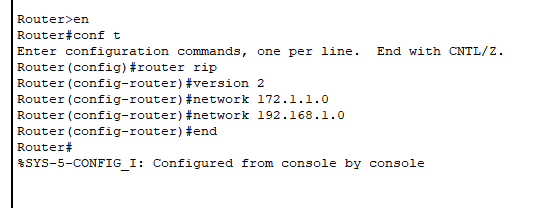 Router>en
Router#conf t
Enter configuration commands, one per line.  End with CNTL/Z.
Router(config)#router rip
Router(config-router)#version 2
Router(config-router)#network 172.1.1.0
Router(config-router)#network 192.168.1.0
Router(config-router)#end
Router#
%SYS-5-CONFIG_I: Configured from console by console